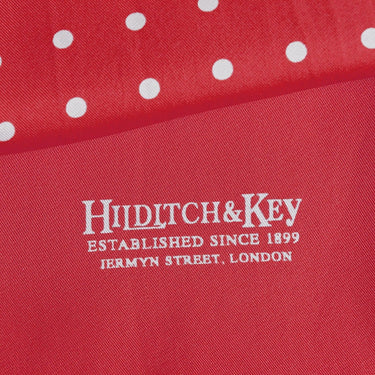 HILDITCH & KEY
ESTABLISHED SINCE 1899
JERMYN STREET, LONDON